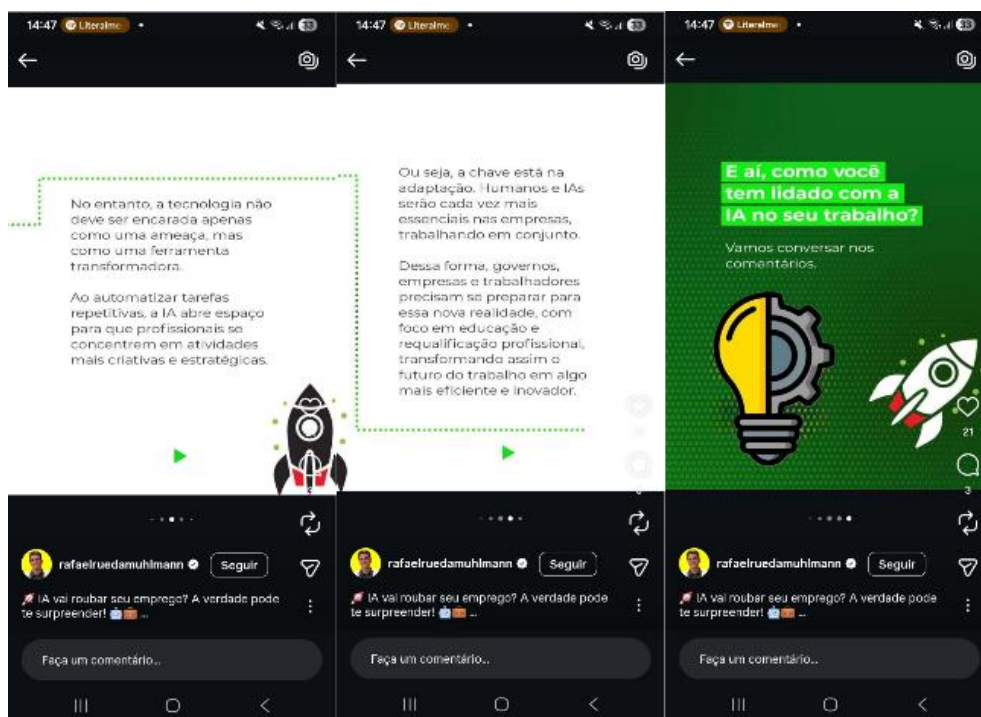 14:47 Literalme •
33
No entanto, a tecnologia não
deve ser encarada apenas
como uma ameaça, mas
como uma ferramenta
transformadora.
Ao automatizar tarefas
repetitivas, a IA abre espaço
para que profissionais se
concentrem em atividades
mais criativas e estratégicas.
rafaelruedamuhlmann
Seguir
IA vai roubar seu emprego? A verdade pode
te surpreender! ...
Faça um comentário...
14:47 Literalme •
33
Ou seja, a chave está na
adaptação. Humanos e IAs
serão cada vez mais
essenciais nas empresas,
trabalhando em conjunto.
Dessa forma, governos,
empresas e trabalhadores
precisam se preparar para
essa nova realidade, com
foco em educação e
requalificação profissional,
transformando assim o
futuro do trabalho em algo
mais eficiente e inovador.
rafaelruedamuhlmann
Seguir
IA vai roubar seu emprego? A verdade pode
te surpreender! ...
Faça um comentário...
14:47 Literalme •
33
E aí, como você
tem lidado com a
IA no seu trabalho?
Vamos conversar nos
comentários.
21
3
rafaelruedamuhlmann
Seguir
IA vai roubar seu emprego? A verdade pode
te surpreender! ...
Faça um comentário...